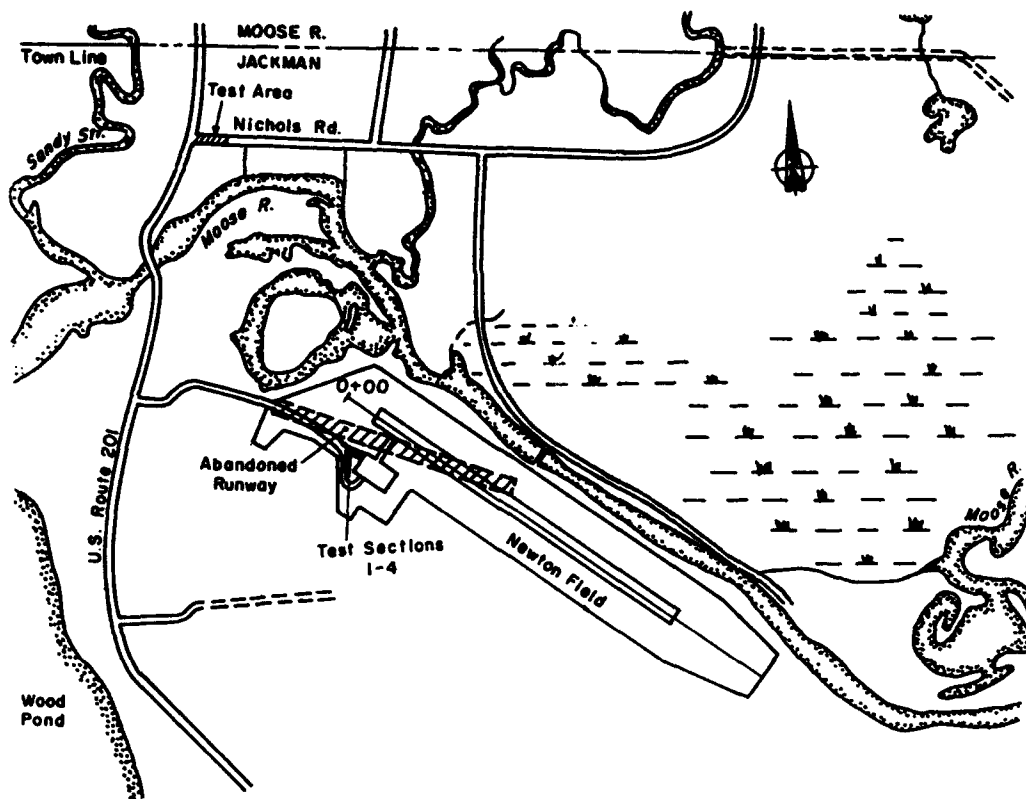 MOOSE R.
Town Line
JACKMAN
Test Area
Nichols Rd.
Sandy Str.
Moose R.
0+00
Abandoned
Runway
U.S. Route 201
Test Sections
1-4
Newton Field
Moose R.
Wood
Pond